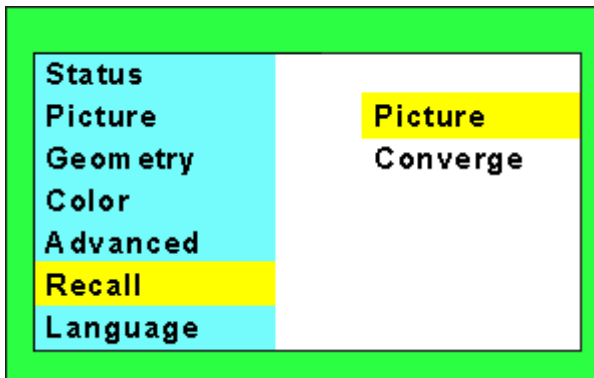 Status
Picture
Geometry
Color
Advanced
Recall
Language
Picture
Converge